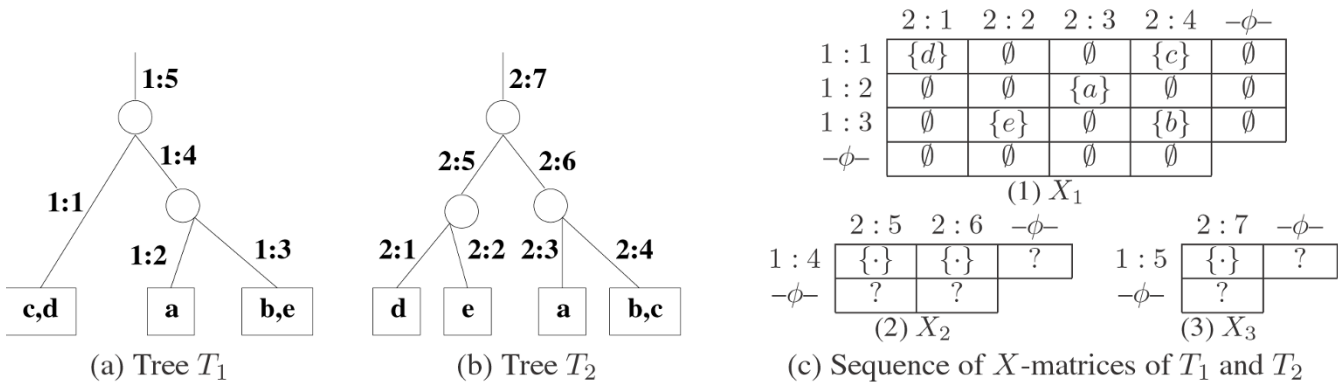 1:5
1:4
1:1
1:2
1:3
c,d a b,e
(a) Tree T₁
2:7
2:5 2:6
2:1 2:2 2:3 2:4
d e a b,c
(b) Tree T₂
2 : 1 2 : 2 2 : 3 2 : 4 –ϕ–
1 : 1 {d} ∅ ∅ {c} ∅
1 : 2 ∅ ∅ {a} ∅ ∅
1 : 3 ∅ {e} ∅ {b} ∅
–ϕ– ∅ ∅ ∅ ∅
(1) X₁
2 : 5 2 : 6 –ϕ–
1 : 4 {·} {·} ?
–ϕ– ? ?
(2) X₂
2 : 7 –ϕ–
1 : 5 {·} ?
–ϕ– ?
(3) X₃
(c) Sequence of X-matrices of T₁ and T₂